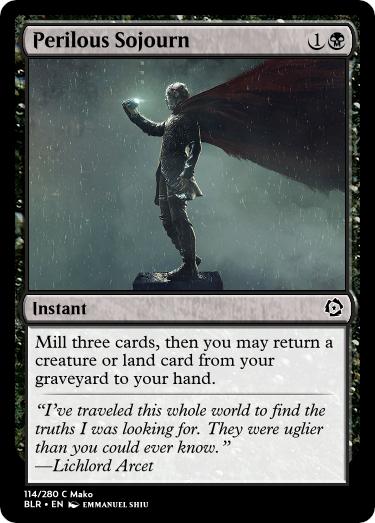 Perilous Sojourn 1
Instant
Mill three cards, then you may return a
creature or land card from your
graveyard to your hand.
“I’ve traveled this whole world to find the
truths I was looking for. They were uglier
than you could ever know.”
—Lichlord Arcet
114/280 C Mako
BLR • EN EMMANUEL SHIU